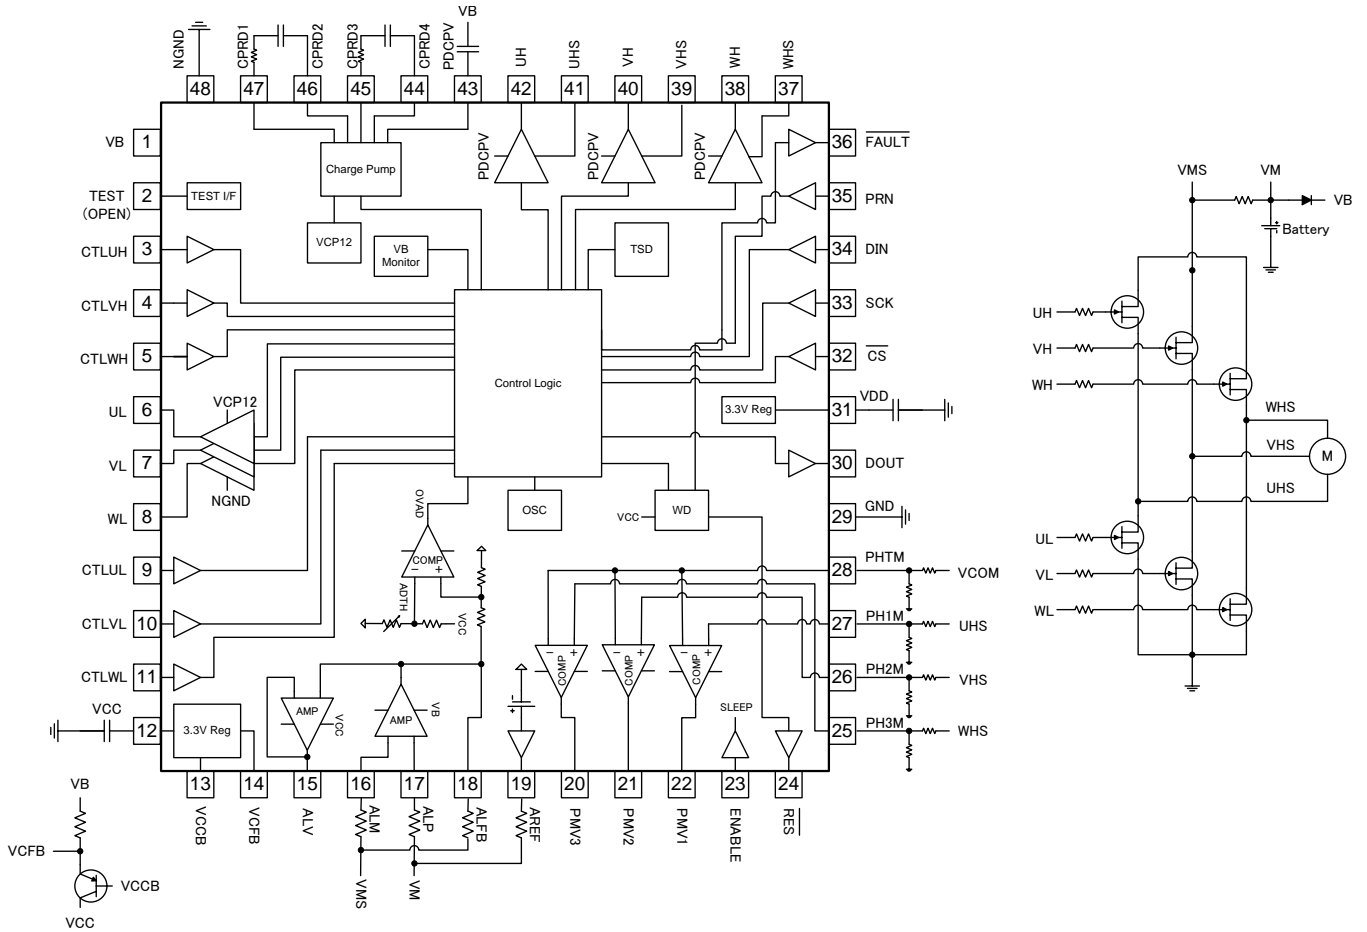 NGND
CPRD1
CPRD2
CPRD3
CPRD4
PDCPV
VB
UH
UHS
VH
VHS
WH
WHS
48
47
46
45
44
43
42
41
40
39
38
37
VB 1
TEST (OPEN) 2
TEST I/F
CTLUH 3
CTLVH 4
CTLWH 5
UL 6
VL 7
WL 8
CTLUL 9
CTLVL 10
CTLWL 11
VCC 12
Charge Pump
VCP12
VB Monitor
PDCPV
PDCPV
PDCPV
TSD
Control Logic
VCP12
NGND
OSC
VCC
WD
3.3V Reg
OVAD
COMP
- +
ADTH
VCC
3.3V Reg
AMP
VCC
AMP
VB
- +
- +
COMP
- +
COMP
- +
COMP
SLEEP
36 FAULT
35 PRN
34 DIN
33 SCK
32 CS
31 VDD
30 DOUT
29 GND
28 PHTM VCOM
27 PH1M UHS
26 PH2M VHS
25 PH3M WHS
13
14
15
16
17
18
19
20
21
22
23
24
VCCB
VCFB
ALV
ALM
ALP
ALFB
AREF
PMV3
PMV2
PMV1
ENABLE
RES
VMS
VM
VB
VCFB
VCCB
VCC
VMS
VM
VB
+
Battery
UH
VH
WH
WHS
VHS
UHS
M
UL
VL
WL